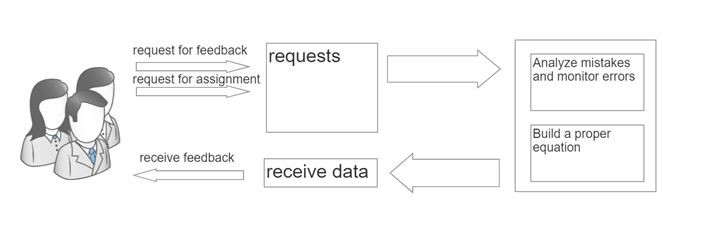 request for feedback
request for assignment
requests
Analyze mistakes
and monitor errors
Build a proper
equation
receive feedback
receive data